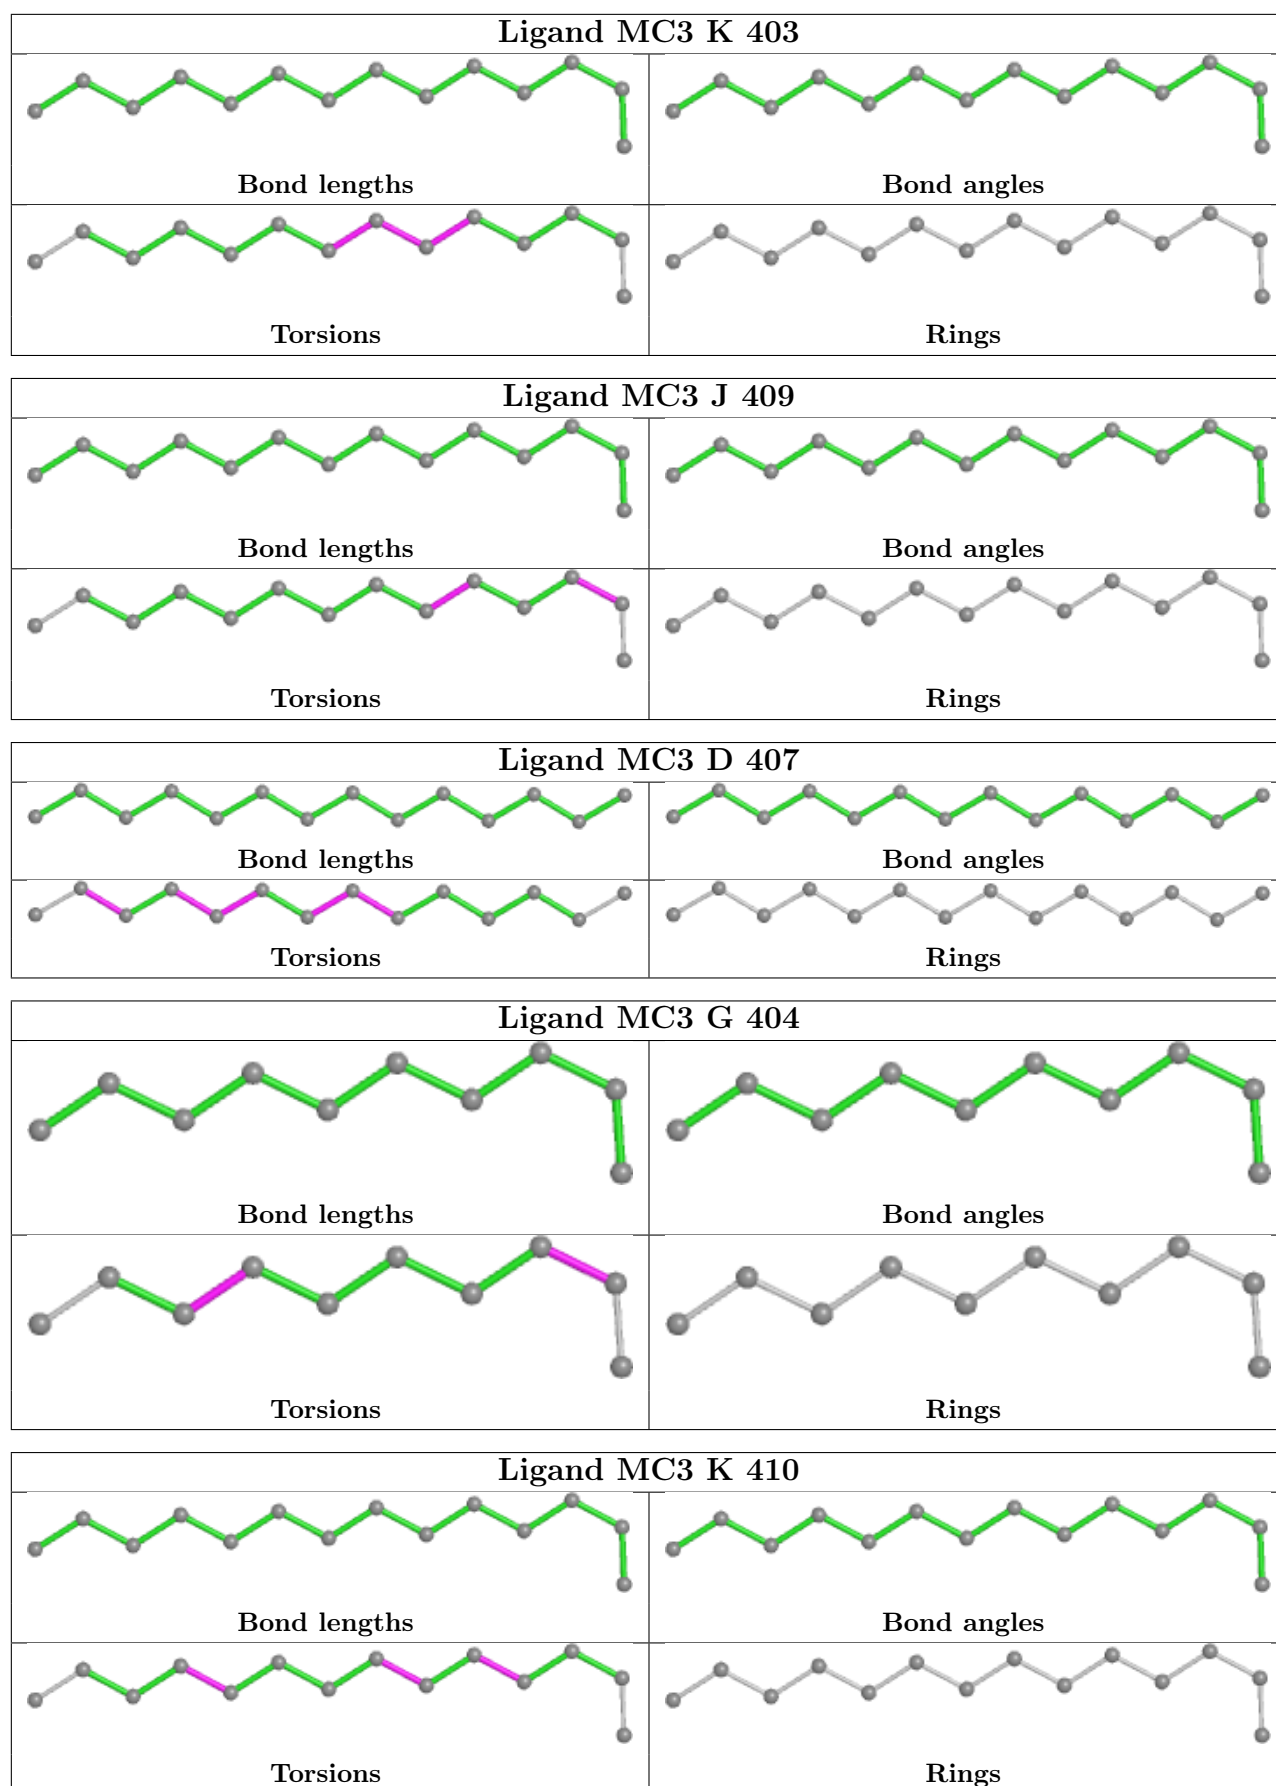 Ligand MC3 K 403
Bond lengths
Bond angles
Torsions
Rings
Ligand MC3 J 409
Bond lengths
Bond angles
Torsions
Rings
Ligand MC3 D 407
Bond lengths
Bond angles
Torsions
Rings
Ligand MC3 G 404
Bond lengths
Bond angles
Torsions
Rings
Ligand MC3 K 410
Bond lengths
Bond angles
Torsions
Rings